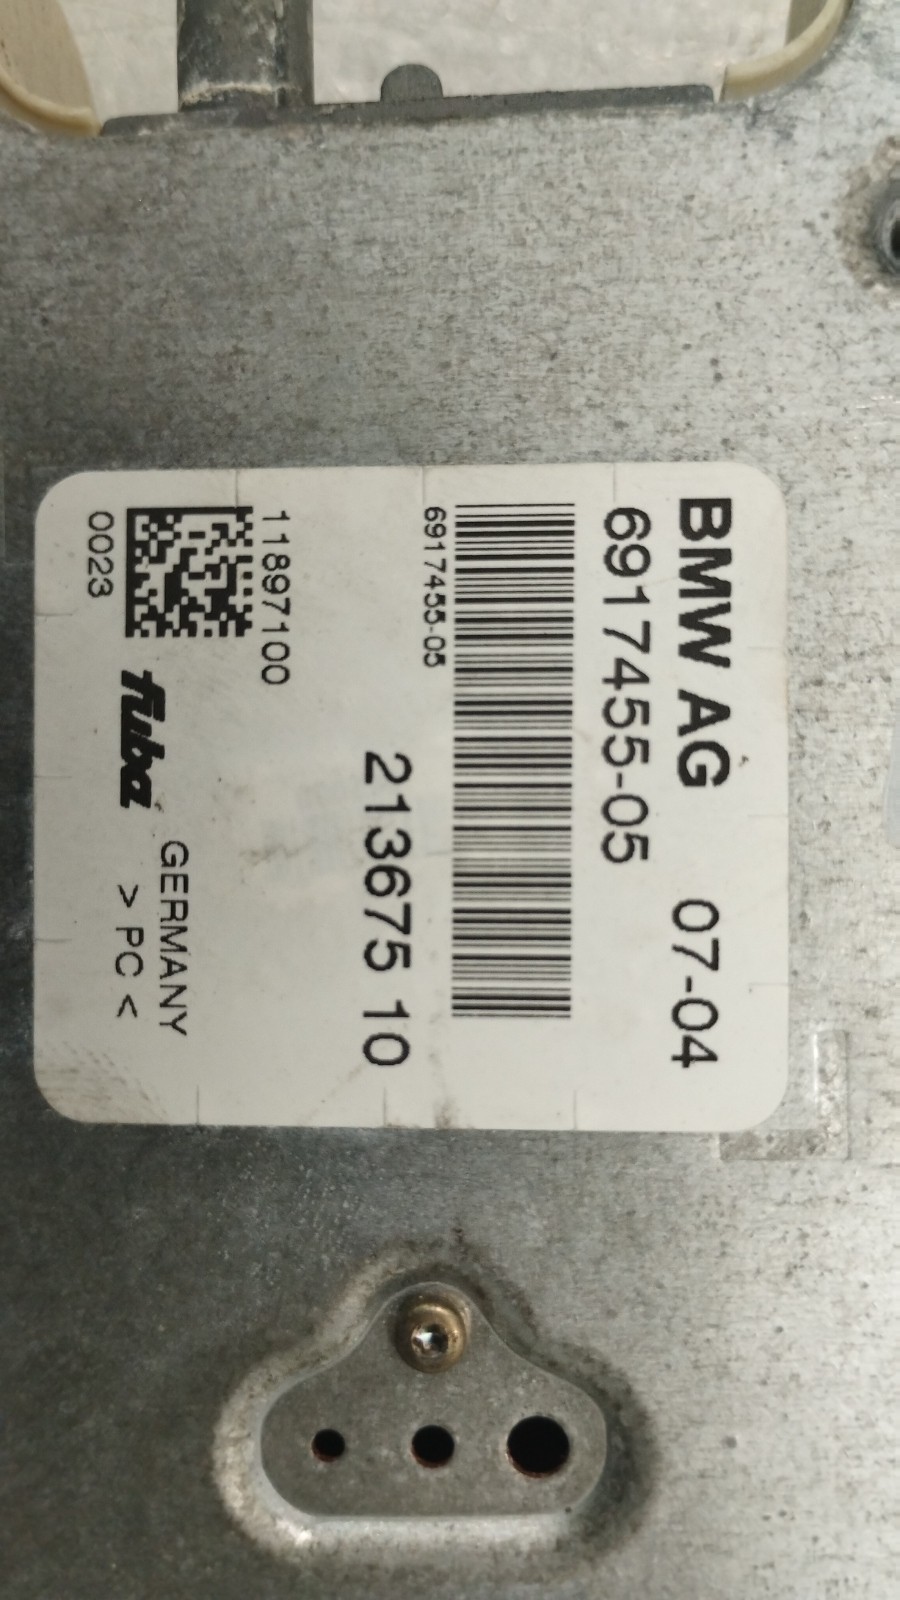 BMW AG 07-04
6917455-05
6917455-05
213675 10
11897100
0023
fuba
GERMANY
> PC <